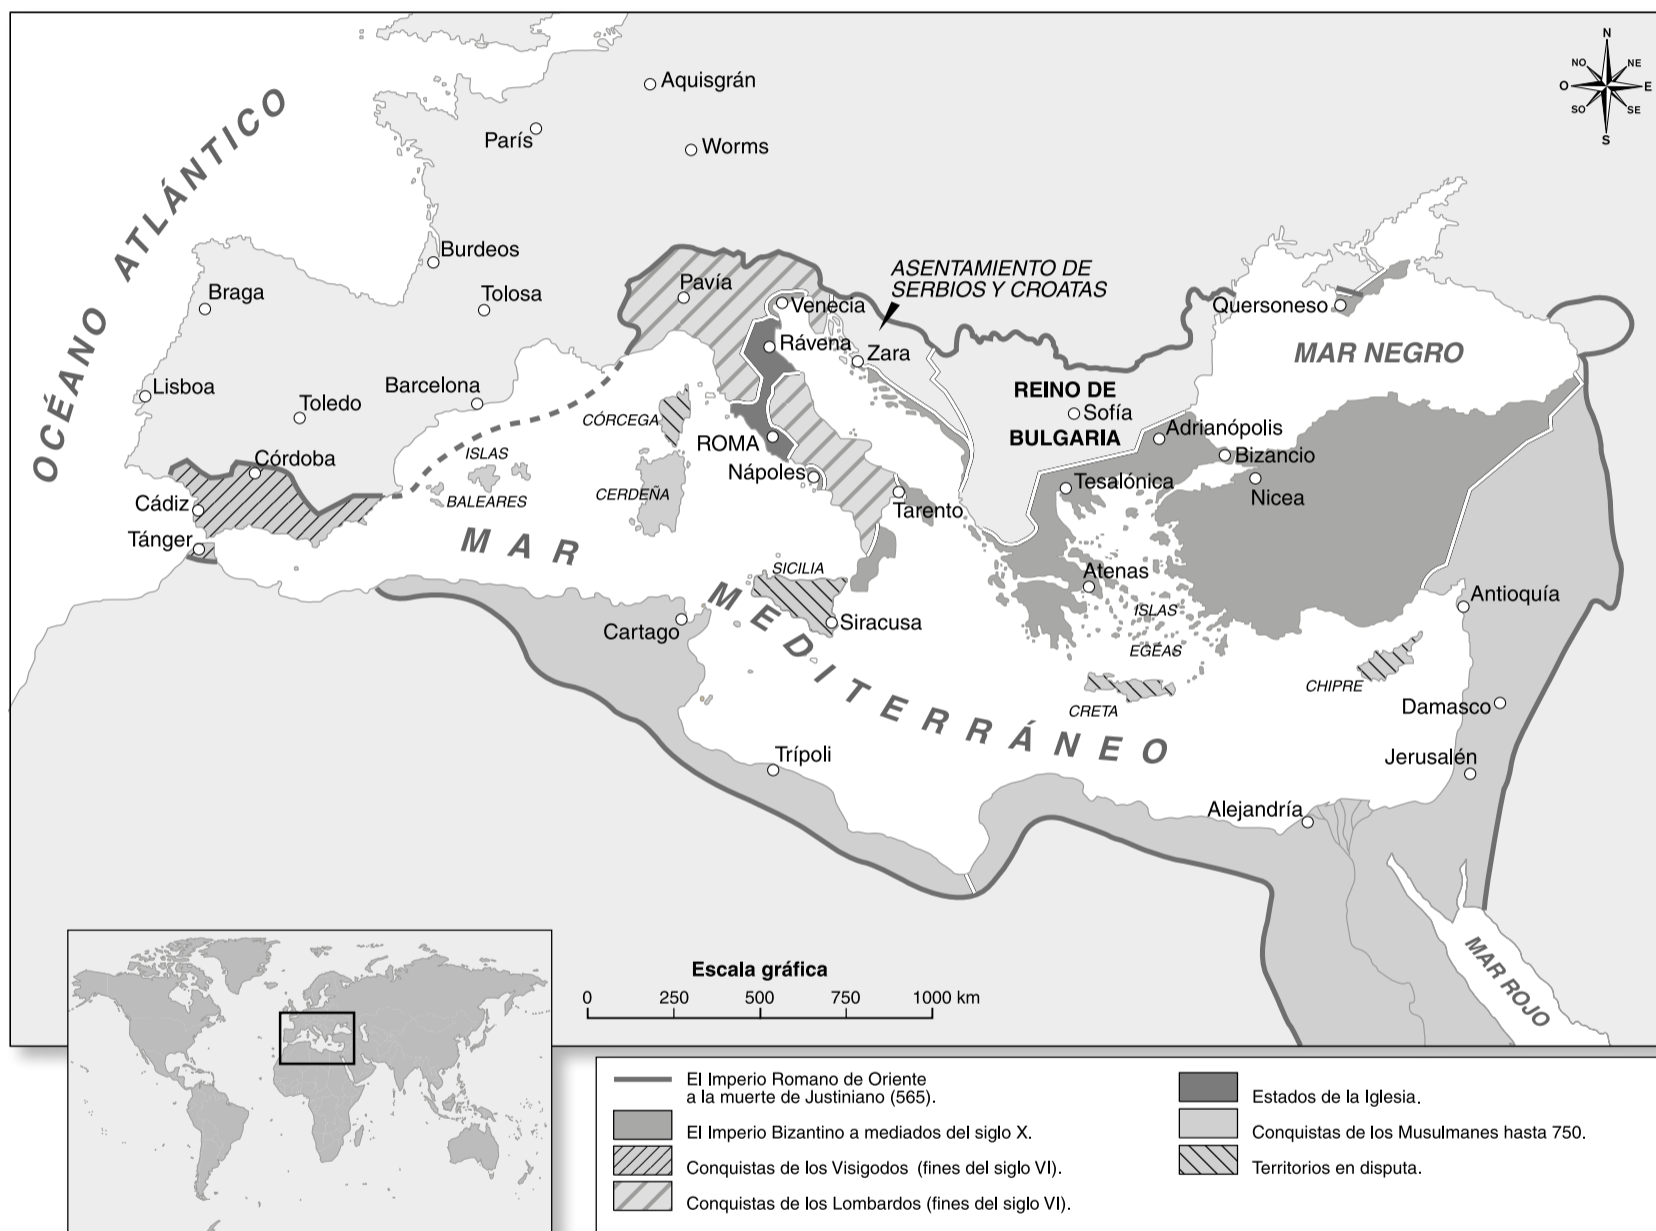 N
NO
NE
O
E
SO
SE
S
OCÉANO ATLÁNTICO
Aquisgrán
París
Worms
Burdeos
Braga
Tolosa
Pavía
Venecia
ASENTAMIENTO DE
SERBIOS Y CROATAS
Quersoneso
Rávena
Zara
MAR NEGRO
Lisboa
Toledo
Barcelona
CÓRCEGA
REINO DE
Sofía
BULGARIA
Adrianópolis
ROMA
Córdoba
ISLAS
BALEARES
Bizancio
Nápoles
CERDEÑA
Tesalónica
Nicea
Cádiz
Tarento
Tánger
MAR
MEDITERRÁNEO
SICILIA
Atenas
Antioquía
ISLAS
EGEAS
Cartago
Siracusa
CHIPRE
CRETA
Damasco
Trípoli
Jerusalén
Alejandría
MAR ROJO
Escala gráfica
0 250 500 750 1000 km
El Imperio Romano de Oriente
a la muerte de Justiniano (565).
El Imperio Bizantino a mediados del siglo X.
Conquistas de los Visigodos (fines del siglo VI).
Conquistas de los Lombardos (fines del siglo VI).
Estados de la Iglesia.
Conquistas de los Musulmanes hasta 750.
Territorios en disputa.